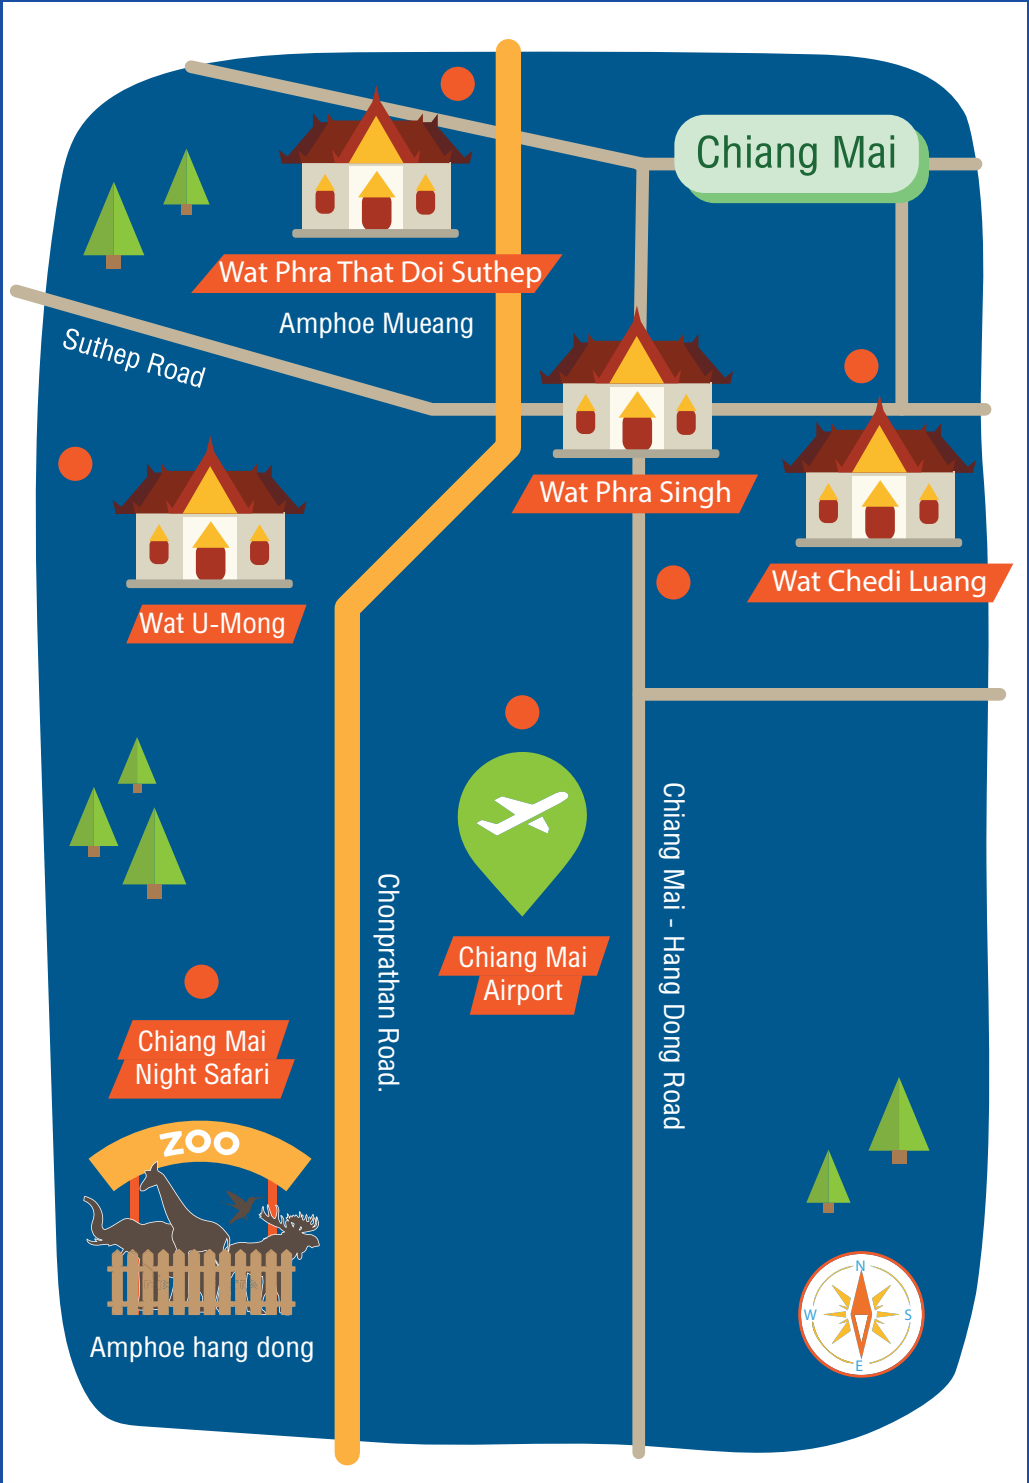 Chiang Mai
Wat Phra That Doi Suthep
Amphoe Mueang
Suthep Road
Wat Phra Singh
Wat Chedi Luang
Wat U-Mong
Chiang Mai
Airport
Chonprathan Road.
Chiang Mai - Hang Dong Road
Chiang Mai
Night Safari
ZOO
Amphoe hang dong
N
W
S
E